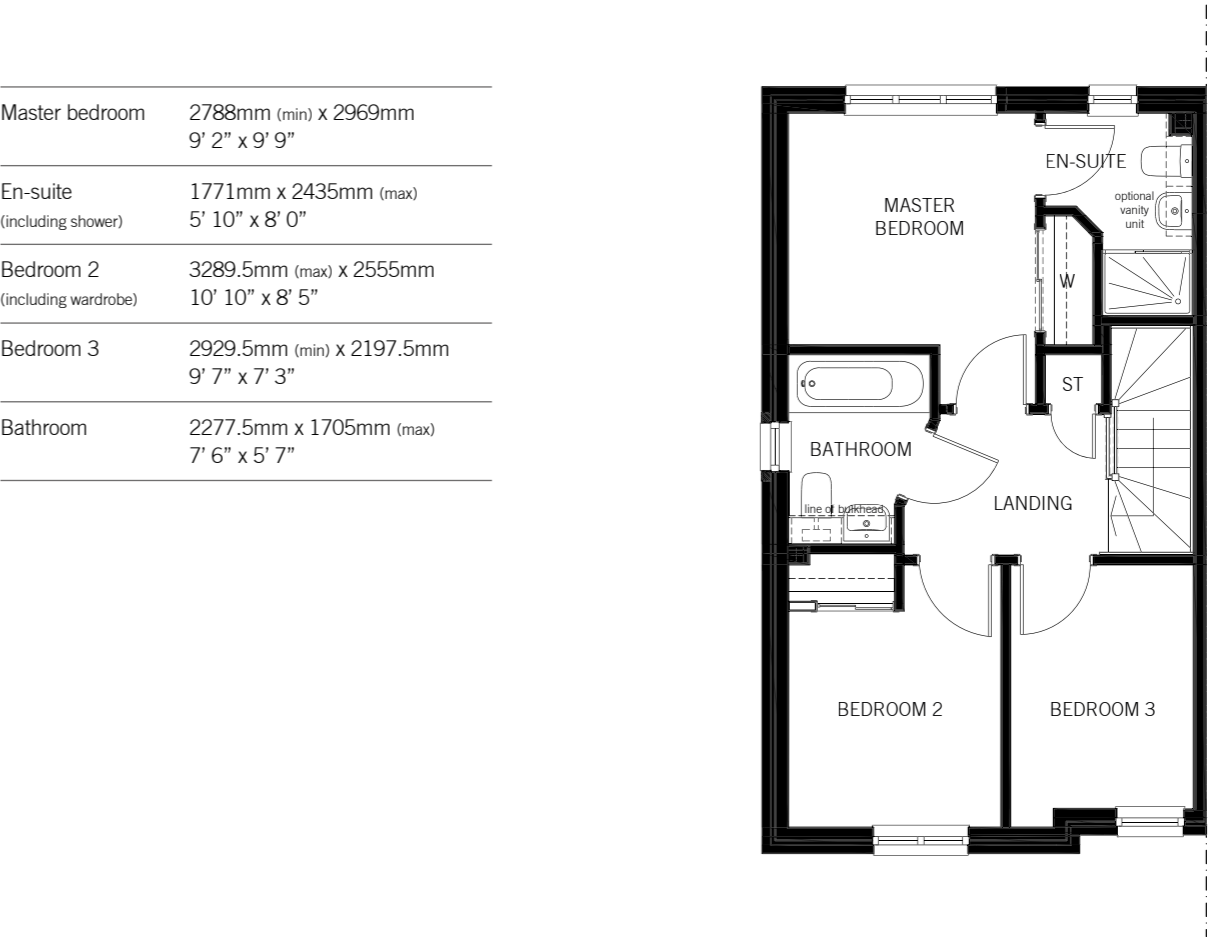 Master bedroom 2788mm (min) x 2969mm
9’ 2” x 9’ 9”
En-suite 1771mm x 2435mm (max)
(including shower) 5’ 10” x 8’ 0”
Bedroom 2 3289.5mm (max) x 2555mm
(including wardrobe) 10’ 10” x 8’ 5”
Bedroom 3 2929.5mm (min) x 2197.5mm
9’ 7” x 7’ 3”
Bathroom 2277.5mm x 1705mm (max)
7’ 6” x 5’ 7”
EN-SUITE
optional
vanity
unit
MASTER
BEDROOM
W
ST
BATHROOM
LANDING
line of bulkhead
BEDROOM 2
BEDROOM 3